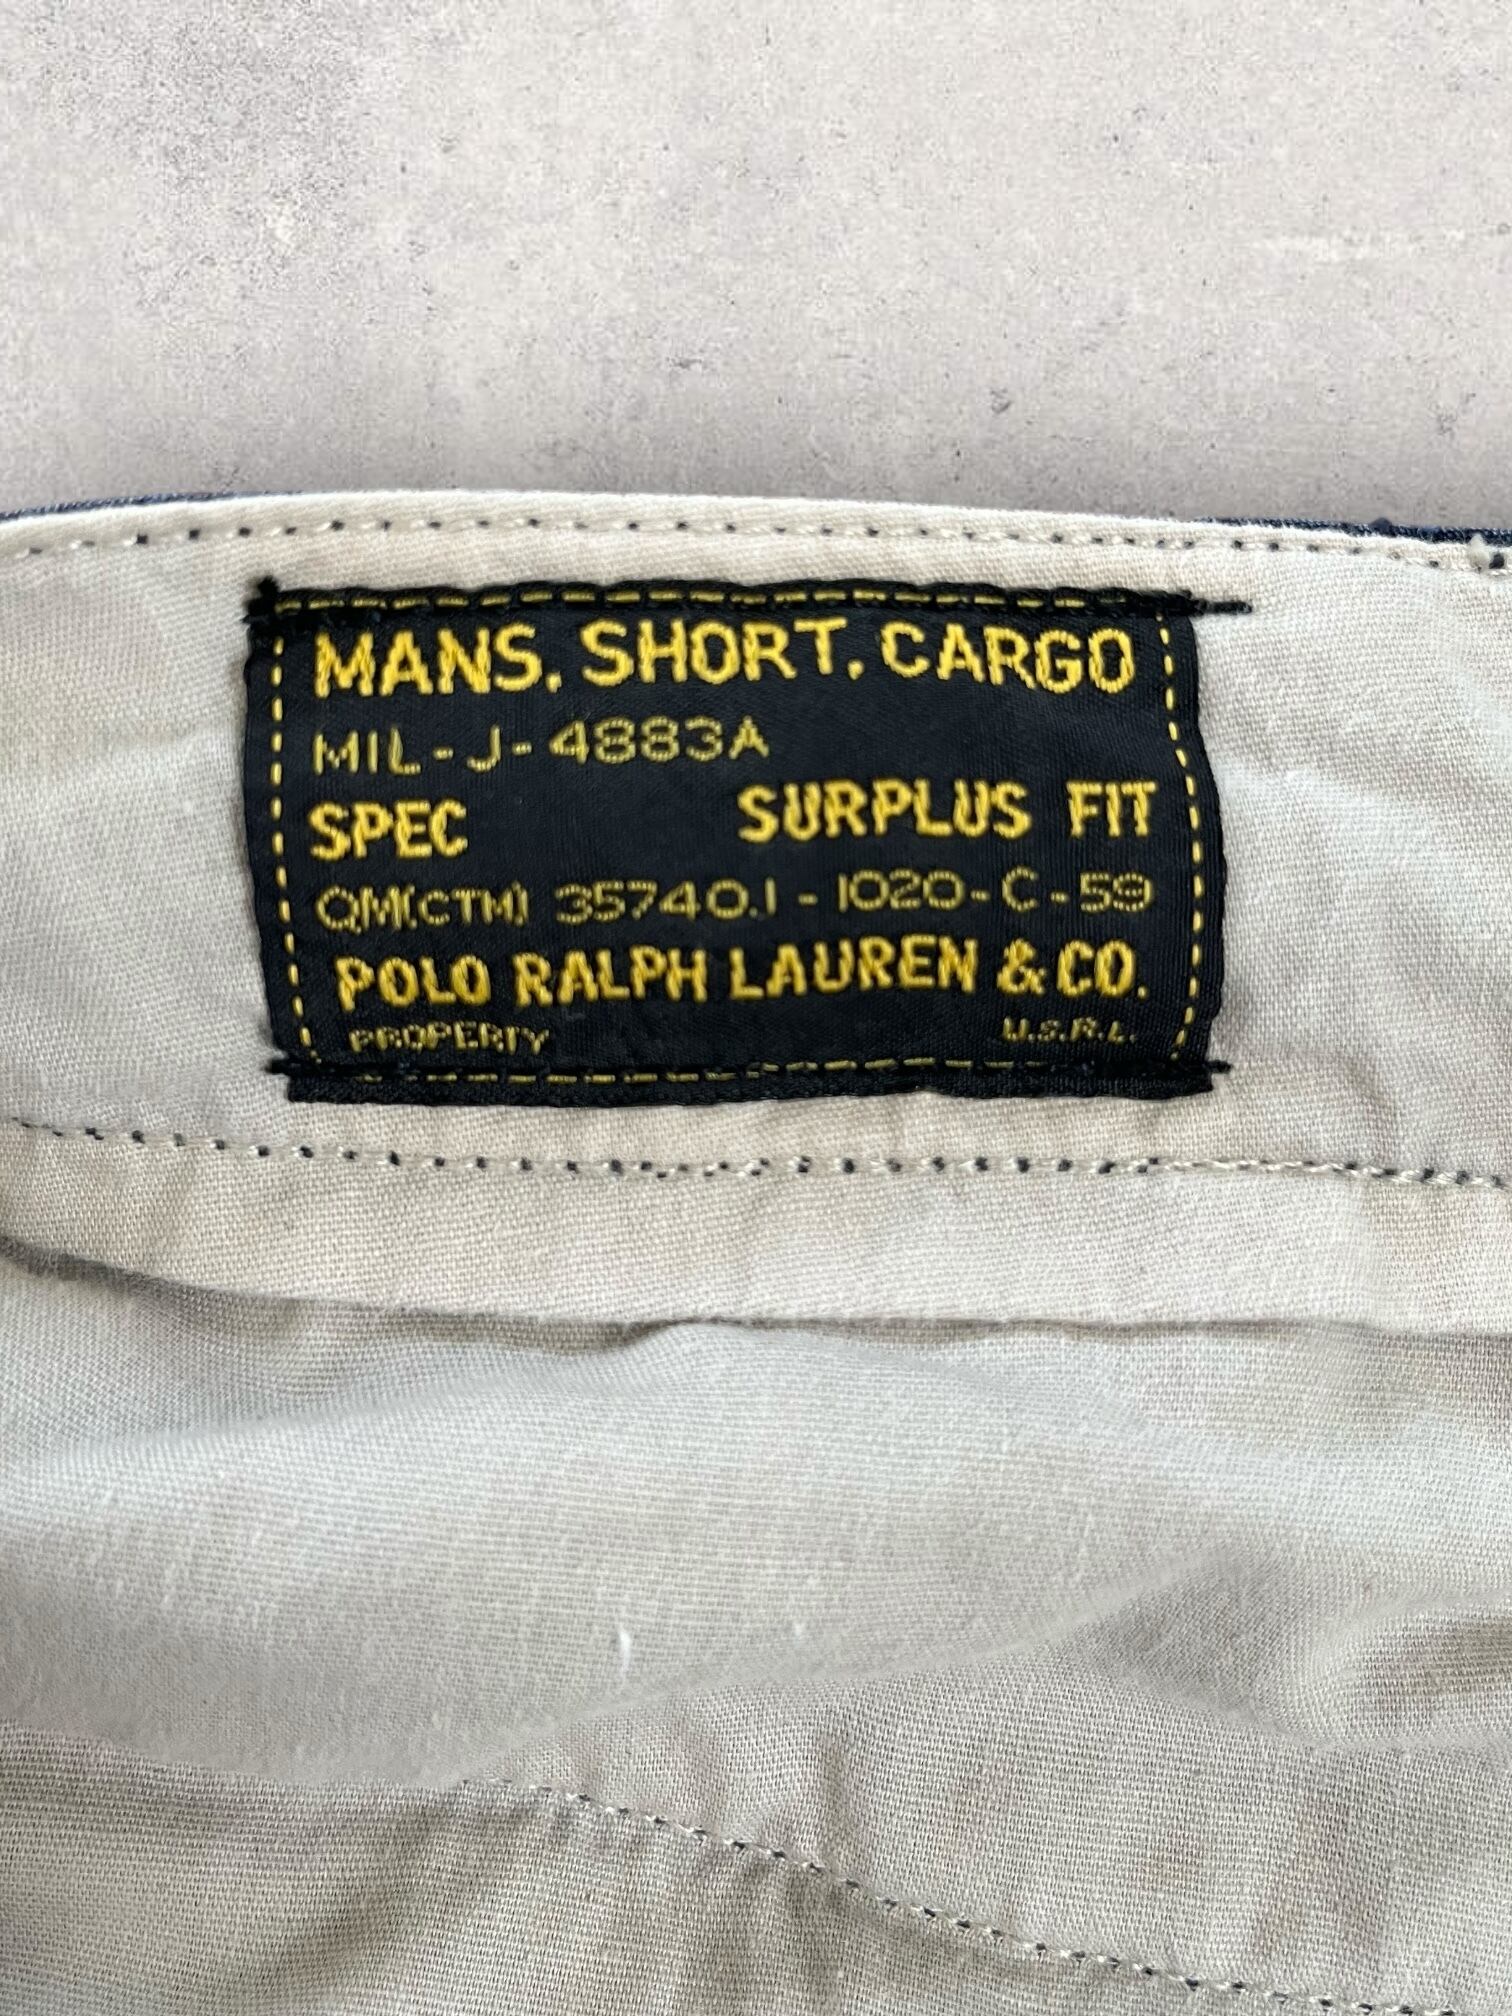 MANS. SHORT. CARGO
MIL-J-4883A
SPEC SURPLUS FIT
QM(CTM) 35740.1-1020-C-59
POLO RALPH LAUREN & CO.
PROPERTY U.S.R.L.